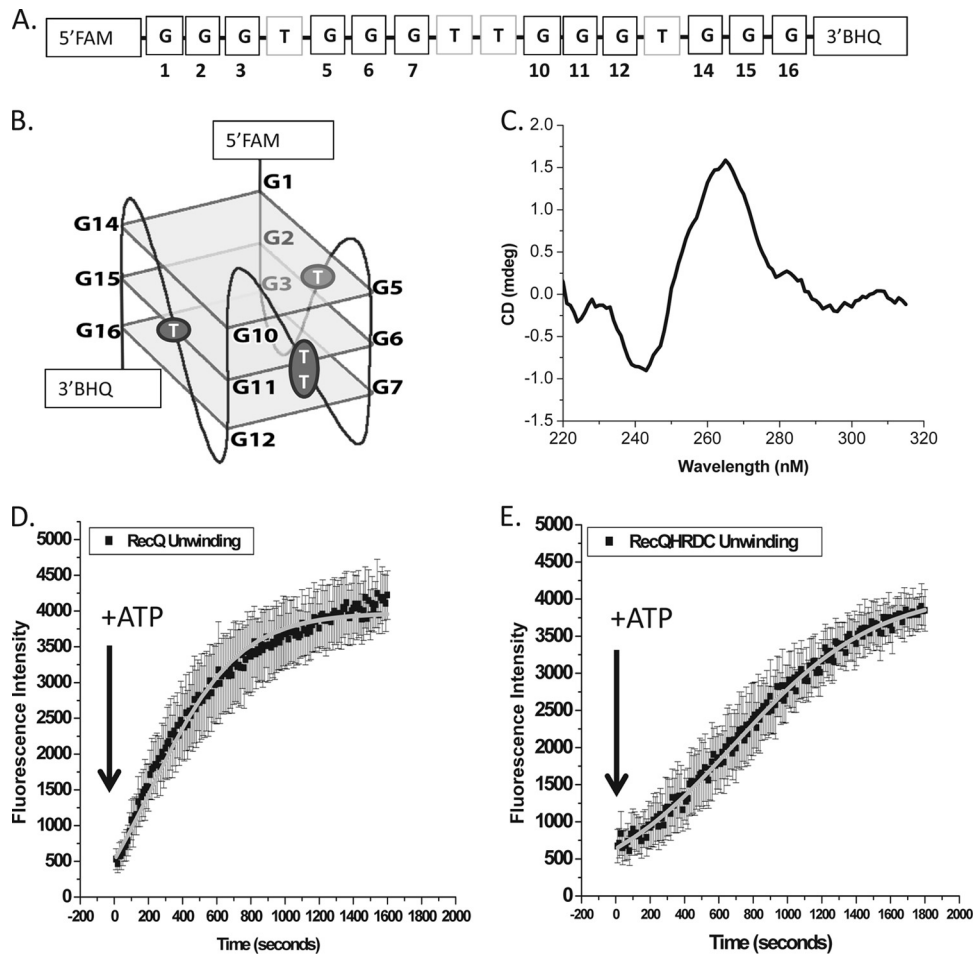 A.
5'FAM G G G T G G G T T G G G T G G G 3'BHQ
1 2 3 5 6 7 10 11 12 14 15 16
B.
5'FAM
G1
G14
G2
G15
G3
T
G5
G16
T
G10
G6
T
T
3'BHQ
G11
G7
G12
C.
CD (mdeg)
2.0
1.5
1.0
0.5
0.0
-0.5
-1.0
-1.5
220 240 260 280 300 320
Wavelength (nM)
D.
RecQ Unwinding
+ATP
Fluorescence Intensity
5000
4500
4000
3500
3000
2500
2000
1500
1000
500
0
-200 0 200 400 600 800 1000 1200 1400 1600 1800 2000
Time (seconds)
E.
RecQHRDC Unwinding
+ATP
Fluorescence Intensity
5000
4500
4000
3500
3000
2500
2000
1500
1000
500
0
-200 0 200 400 600 800 1000 1200 1400 1600 1800 2000
Time (seconds)